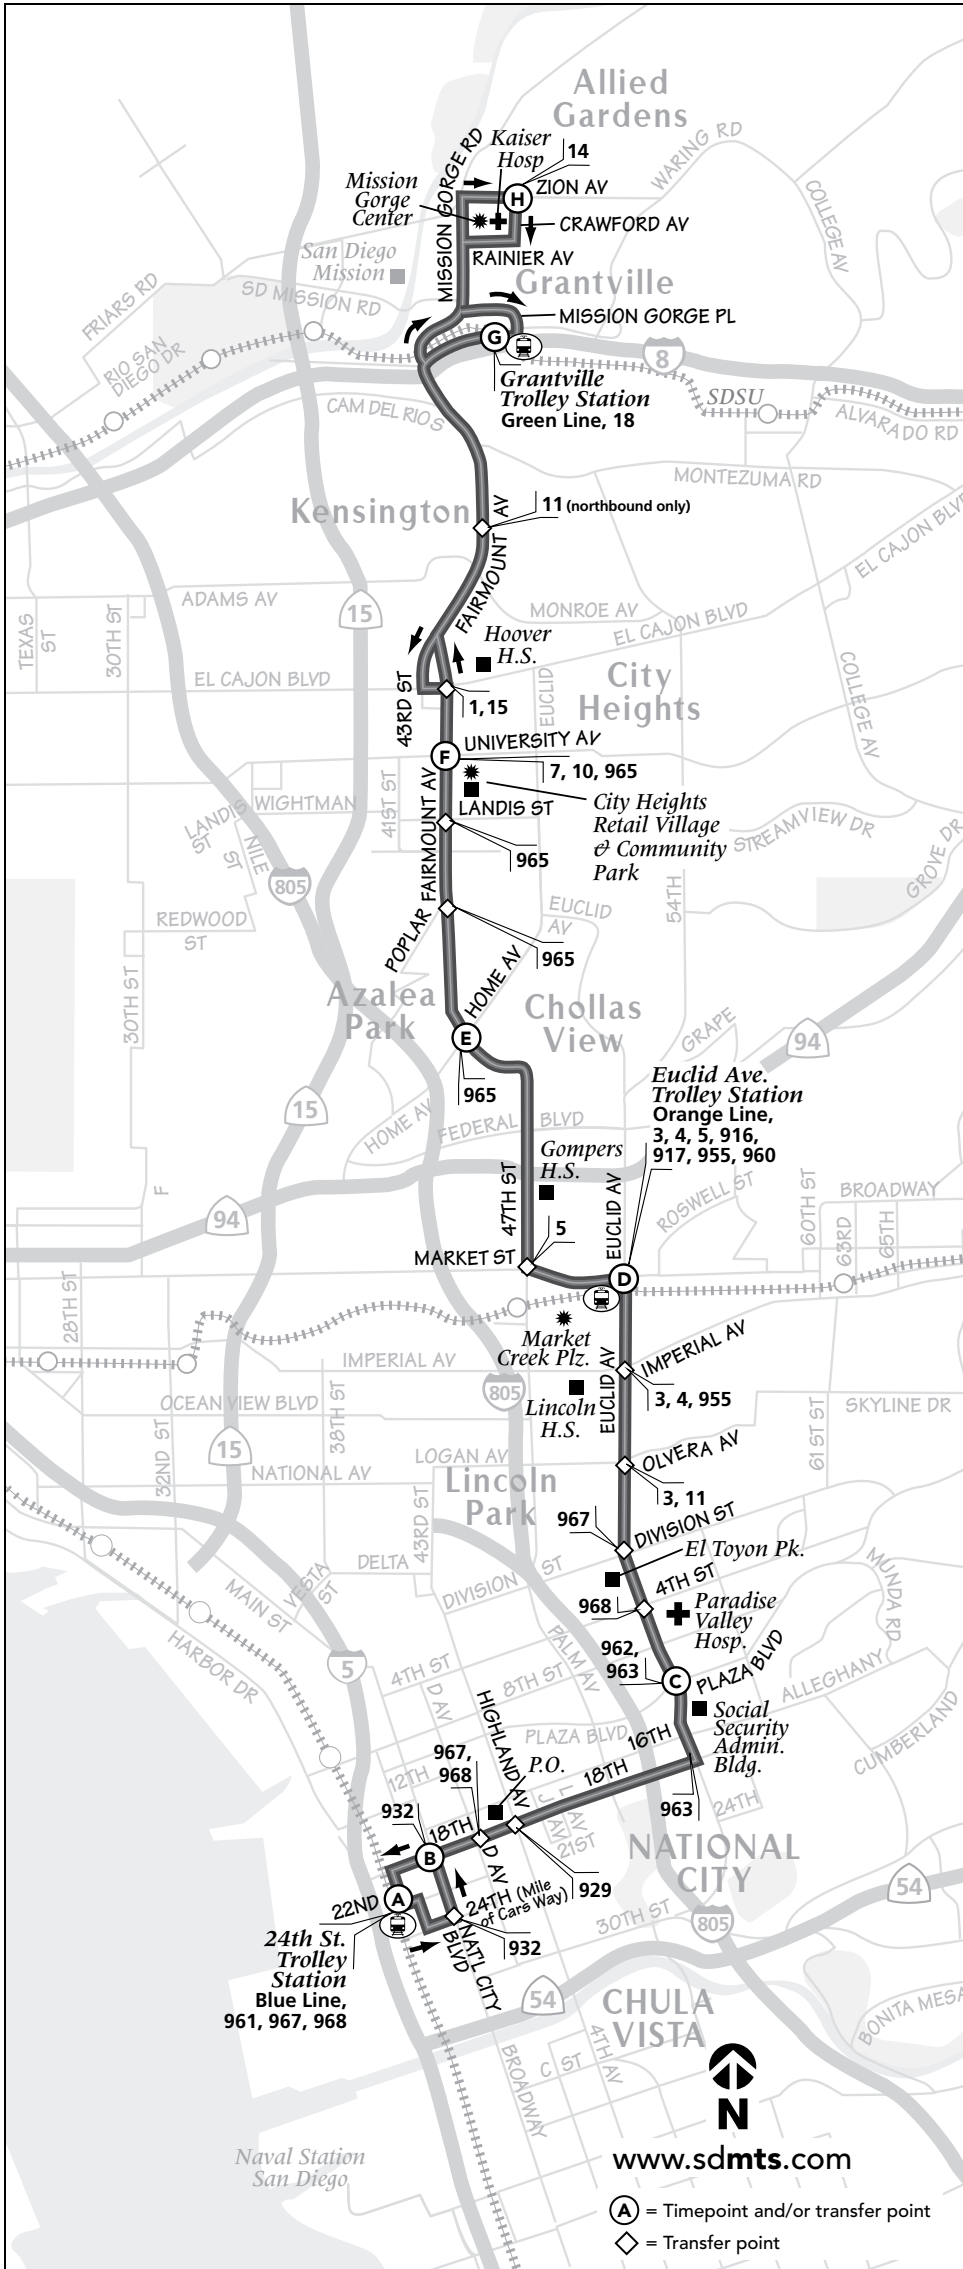 Allied
Gardens
Kaiser
Hosp
14
WARING RD
Mission
Gorge
Center
MISSION GORGE RD
H
ZION AV
COLLEGE AV
CRAWFORD AV
RAINIER AV
San Diego
Mission
Grantville
FRIARS RD
SD MISSION RD
MISSION GORGE PL
RIO SAN
DIEGO DR
G
8
Grantville
Trolley Station
Green Line, 18
SDSU
CAM DEL RIO S
ALVARADO RD
MONTEZUMA RD
Kensington
11 (northbound only)
EL CAJON BLVD
FAIRMOUNT AV
ADAMS AV
15
MONROE AV
EL CAJON BLVD
TEXAS
ST
30TH ST
Hoover
H.S.
EL CAJON BLVD
43RD ST
EUCLID
City
Heights
COLLEGE AV
1, 15
F
UNIVERSITY AV
7, 10, 965
FAIRMOUNT AV
LANDIS ST
City Heights
Retail Village
& Community
Park
WIGHTMAN
LANDIS
ST
41ST ST
NILE
ST
STREAMVIEW DR
GROVE DR
965
805
54TH
REDWOOD
ST
EUCLID
AV
POPLAR
965
30TH ST
HOME AV
Azalea
Park
Chollas
View
E
GRAPE
94
965
Euclid Ave.
Trolley Station
Orange Line,
3, 4, 5, 916,
917, 955, 960
15
HOME AV
FEDERAL BLVD
Gompers
H.S.
47TH ST
EUCLID AV
ROSWELL ST
60TH ST
BROADWAY
63RD
65TH
F
94
5
MARKET ST
D
28TH ST
Market
Creek Plz.
IMPERIAL AV
IMPERIAL AV
EUCLID AV
3, 4, 955
805
Lincoln
H.S.
OCEAN VIEW BLVD
SKYLINE DR
61ST ST
32ND ST
15
38TH ST
LOGAN AV
OLVERA AV
NATIONAL AV
Lincoln
Park
3, 11
43RD ST
967
DIVISION ST
El Toyon Pk.
DELTA
DIVISION ST
4TH ST
MUNDA RD
MAIN ST
VESTA
ST
968
Paradise
Valley
Hosp.
HARBOR DR
5
PALM AV
962,
963
C
PLAZA BLVD
4TH ST
8TH ST
ALLEGHANY
D AV
HIGHLAND AV
Social
Security
Admin.
Bldg.
PLAZA BLVD
16TH
CUMBERLAND
967,
968
P.O.
12TH
18TH
24TH
963
932
L AV
J AV
21ST
18TH
B
D AV
NATIONAL
CITY
22ND
A
24TH (Mile
of Cars Way)
929
30TH ST
54
805
24th St.
Trolley
Station
Blue Line,
961, 967, 968
NAT'L CITY
BLVD
932
54
CHULA
VISTA
BONITA MESA
BROADWAY
C ST
4TH AV
N
Naval Station
San Diego
www.sdmts.com
A = Timepoint and/or transfer point
= Transfer point